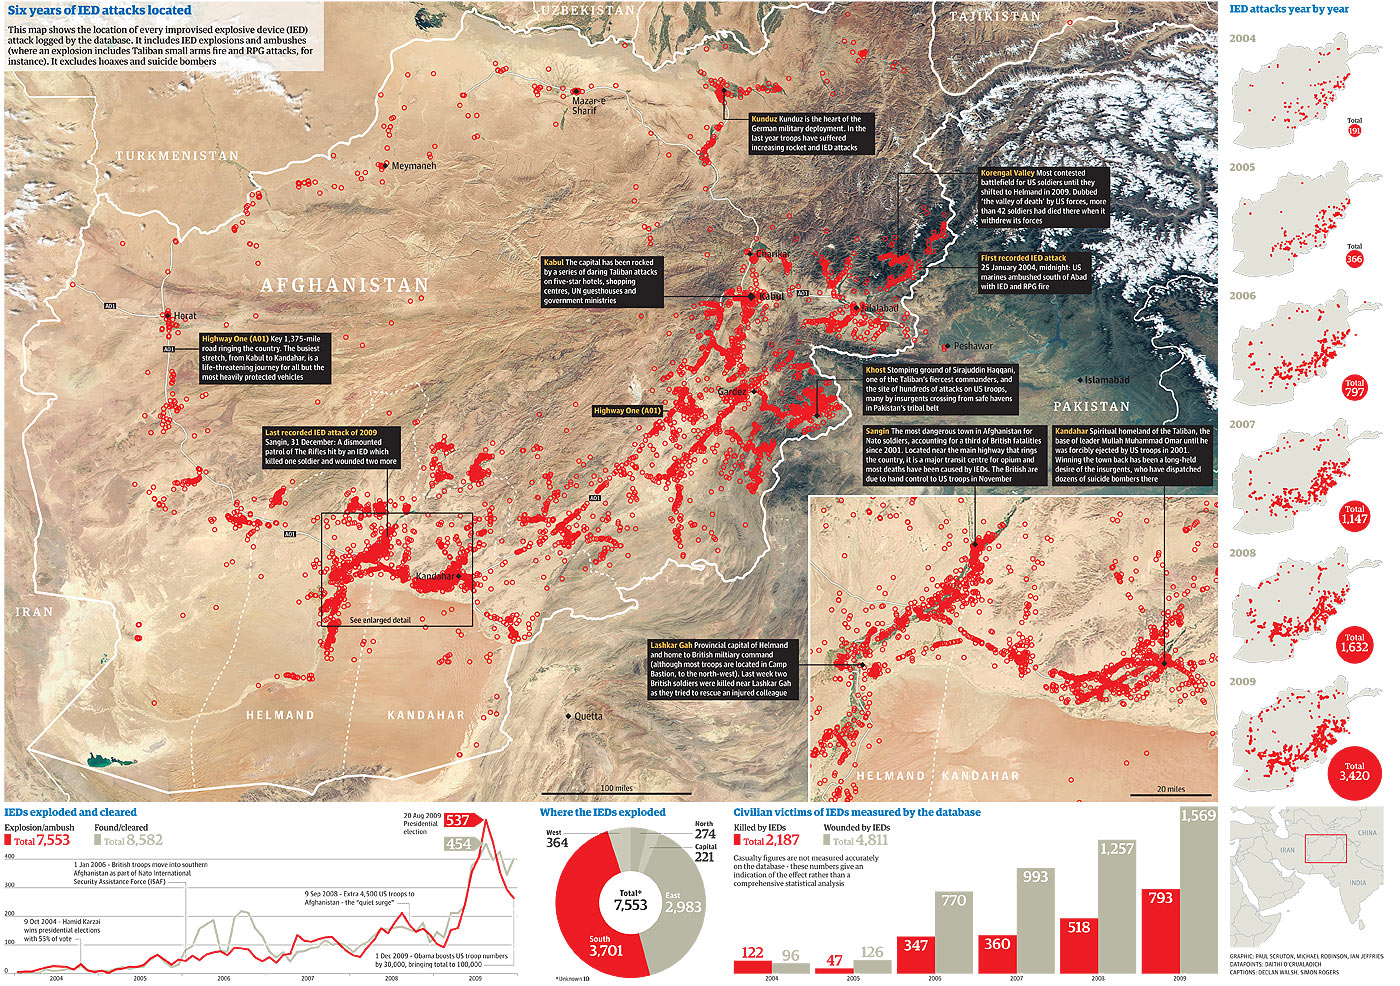 Six years of IED attacks located
This map shows the location of every improvised explosive device (IED)
attack logged by the database. It includes IED explosions and ambushes
(where an explosion includes Taliban small arms fire and RPG attacks, for
instance). It excludes hoaxes and suicide bombers
UZBEKISTAN
TAJIKISTAN
TURKMENISTAN
AFGHANISTAN
PAKISTAN
IRAN
HELMAND
KANDAHAR
Mazar-e
Sharif
Meymaneh
Herat
Charikar
Kabul
Jalalabad
Peshawar
Islamabad
Gardez
Kandahar
Quetta
A01
A01
A01
A01
A01
Kunduz Kunduz is the heart of the
German military deployment. In the
last year troops have suffered
increasing rocket and IED attacks
Korengal Valley Most contested
battlefield for US soldiers until they
shifted to Helmand in 2009. Dubbed
'the valley of death' by US forces, more
than 42 soldiers had died there when it
withdrew its forces
First recorded IED attack
25 January 2004, midnight: US
marines ambushed south of Abad
with IED and RPG fire
Kabul The capital has been rocked
by a series of daring Taliban attacks
on five-star hotels, shopping
centres, UN guesthouses and
government ministries
Highway One (A01) Key 1,375-mile
road ringing the country. The busiest
stretch, from Kabul to Kandahar, is a
life-threatening journey for all but the
most heavily protected vehicles
Khost Stomping ground of Sirajuddin Haqqani,
one of the Taliban's fiercest commanders, and
the site of hundreds of attacks on US troops,
many by insurgents crossing from safe havens
in Pakistan's tribal belt
Highway One (A01)
Last recorded IED attack of 2009
Sangin, 31 December: A dismounted
patrol of The Rifles hit by an IED which
killed one soldier and wounded two more
Sangin The most dangerous town in Afghanistan for
Nato soldiers, accounting for a third of British fatalities
since 2001. Located near the main highway that rings
the country, it is a major transit centre for opium and
most deaths have been caused by IEDs. The British are
due to hand control to US troops in November
Kandahar Spiritual homeland of the Taliban, the
base of leader Mullah Muhammad Omar until he
was forcibly ejected by US troops in 2001.
Winning the town back has been a long-held
desire of the insurgents, who have dispatched
dozens of suicide bombers there
See enlarged detail
Lashkar Gah Provincial capital of Helmand
and home to British miltiary command
(although most troops are located in Camp
Bastion, to the north-west). Last week two
British soldiers were killed near Lashkar Gah
as they tried to rescue an injured colleague
100 miles
HELMAND
KANDAHAR
20 miles
IED attacks year by year
2004
Total
191
2005
Total
366
2006
Total
797
2007
Total
1,147
2008
Total
1,632
2009
Total
3,420
IEDs exploded and cleared
Explosion/ambush
Total 7,553
Found/cleared
Total 8,582
20 Aug 2009
Presidential
election
537
454
400
300
200
100
0
1 Jan 2006 - British troops move into southern
Afghanistan as part of Nato International
Security Assistance Force (ISAF)
9 Oct 2004 - Hamid Karzai
wins presidential elections
with 55% of vote
9 Sep 2008 - Extra 4,500 US troops to
Afghanistan - the "quiet surge"
1 Dec 2009 - Obama boosts US troop numbers
by 30,000, bringing total to 100,000
2004
2005
2006
2007
2008
2009
Where the IEDs exploded
West
364
North
274
Capital
221
East
2,983
South
3,701
Total*
7,553
*Unknown 10
Civilian victims of IEDs measured by the database
Killed by IEDs
Total 2,187
Wounded by IEDs
Total 4,811
Casualty figures are not measured accurately
on the database - these numbers give an
indication of the effect rather than a
comprehensive statistical analysis
122
96
47
126
347
770
360
993
518
1,257
793
1,569
2004
2005
2006
2007
2008
2009
CHINA
IRAN
INDIA
GRAPHIC: PAUL SCRUTON, MICHAEL ROBINSON, IAN JEFFRIES
DATAPOINTS: DAITHI O'CRUALAOICH
CAPTIONS: DECLAN WALSH, SIMON ROGERS